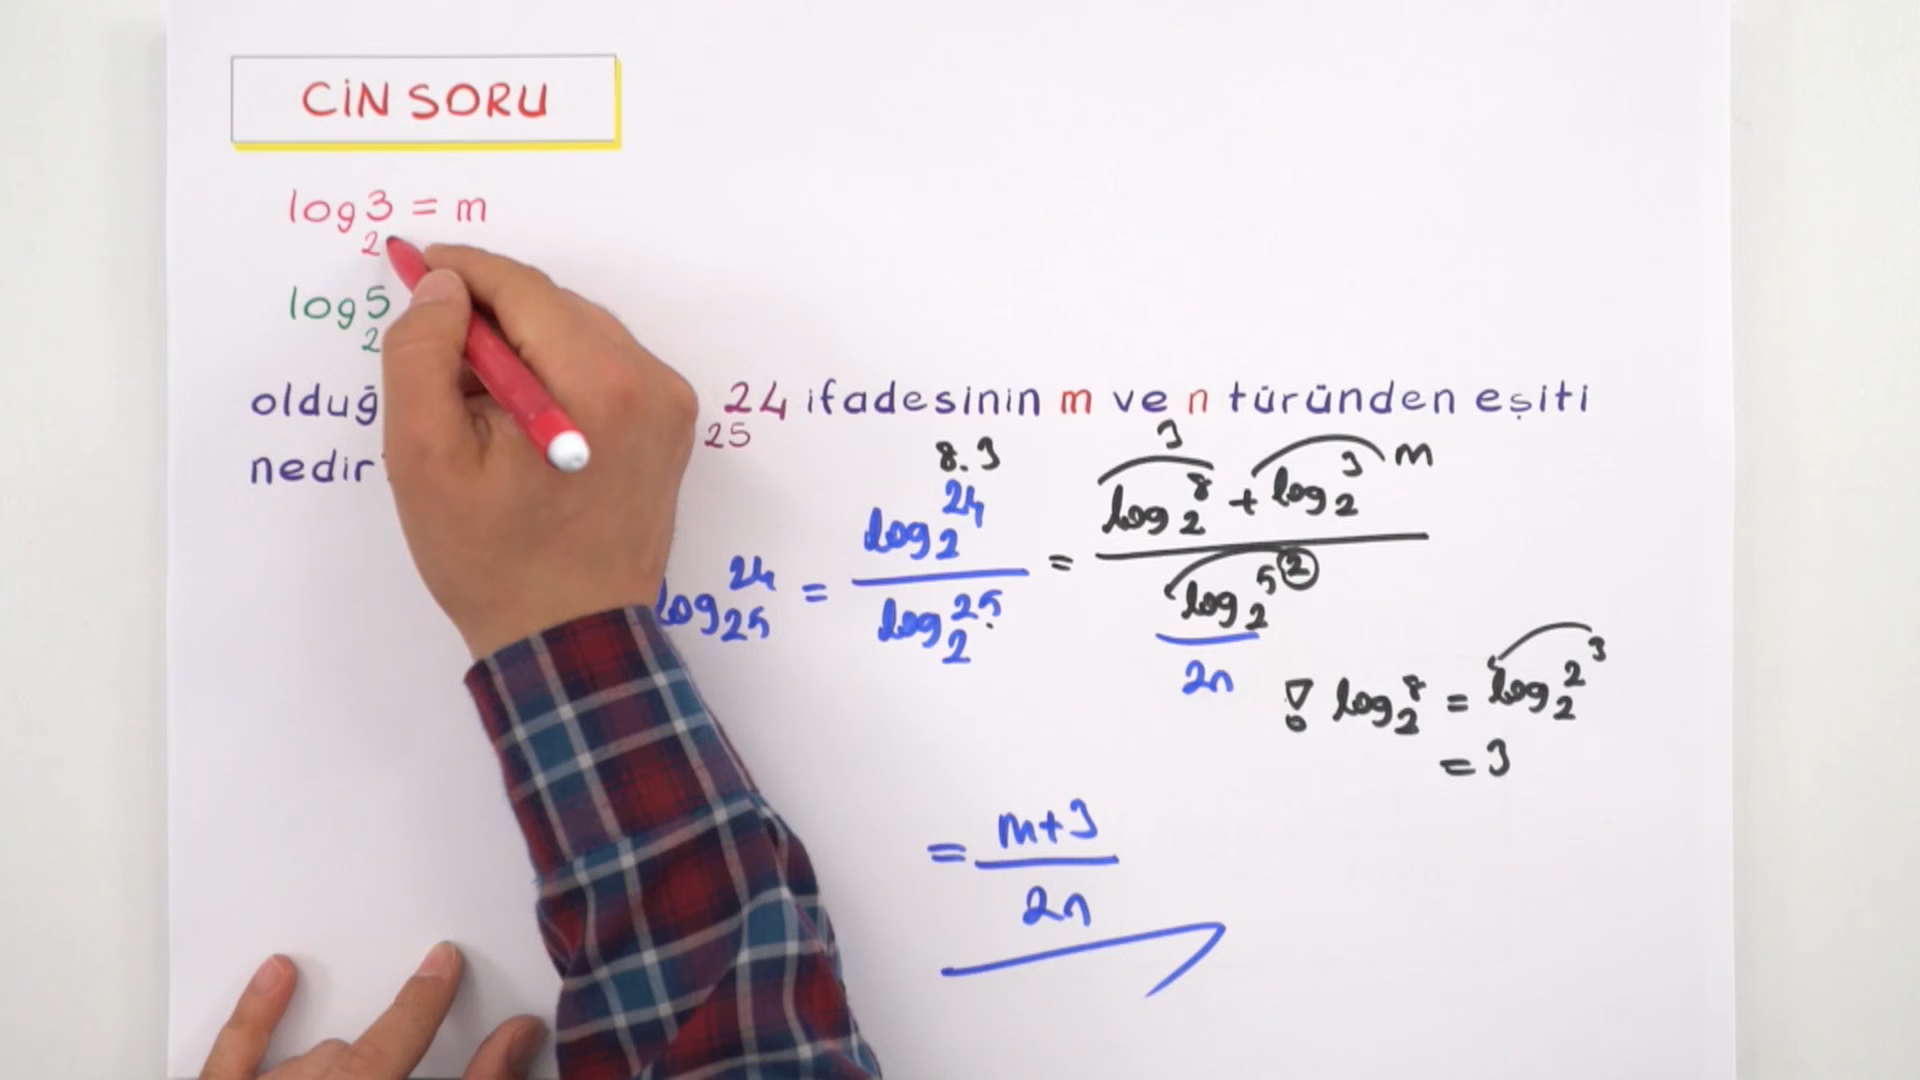 CİN SORU
log₂3 = m
log₂5
olduğ 25 24 ifadesinin m ve n türünden eşiti
nedir
log₂₅24 = log₂24 / log₂25 = log₂8 + log₂3 / log₂5²
8.3
3
m
2n
! log₂8 = log₂2³
= 3
= m+3 / 2n